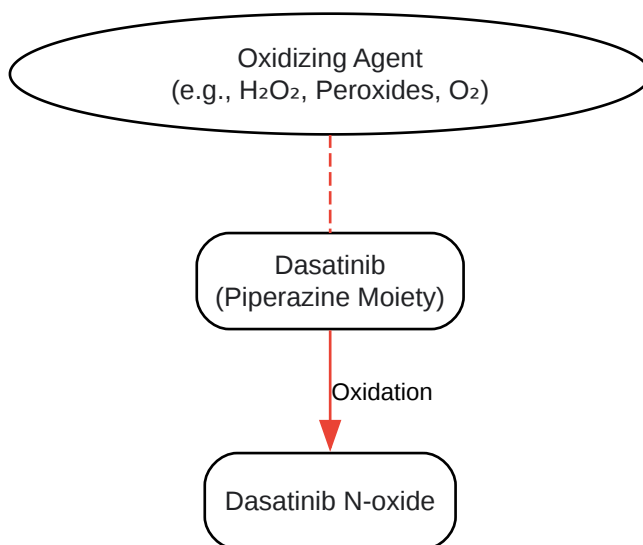 Oxidizing Agent
(e.g., H₂O₂, Peroxides, O₂)
Dasatinib
(Piperazine Moiety)
Oxidation
Dasatinib N-oxide